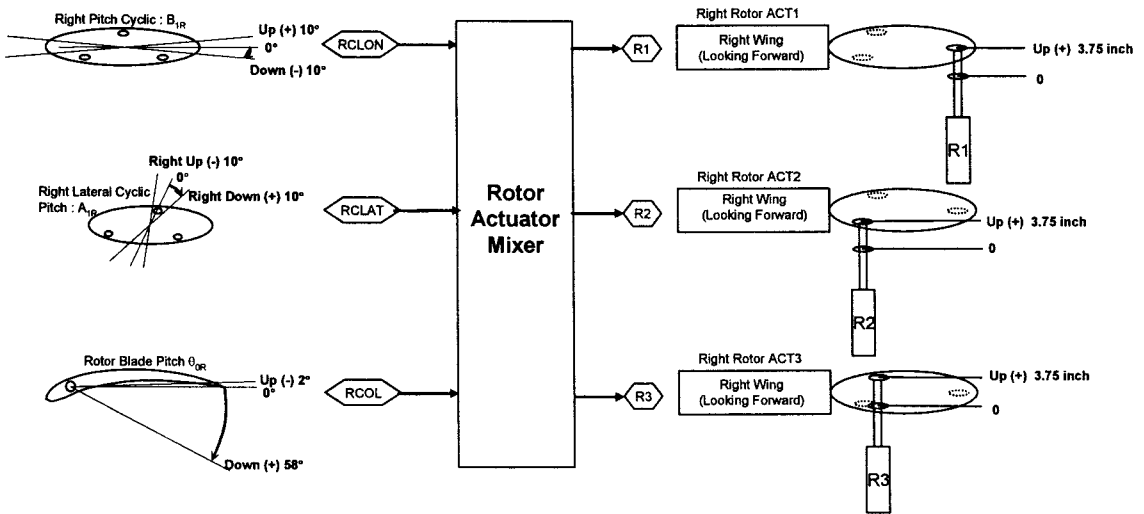 Right Pitch Cyclic : B1R
Up (+) 10°
0°
Down (-) 10°
RCLON
Right Up (-) 10°
0°
Right Down (+) 10°
Right Lateral Cyclic
Pitch : A1R
RCLAT
Rotor Blade Pitch θ0R
Up (-) 2°
0°
Down (+) 58°
RCOL
Rotor
Actuator
Mixer
R1
Right Rotor ACT1
Right Wing
(Looking Forward)
Up (+) 3.75 inch
0
R1
R2
Right Rotor ACT2
Right Wing
(Looking Forward)
Up (+) 3.75 inch
0
R2
R3
Right Rotor ACT3
Right Wing
(Looking Forward)
Up (+) 3.75 inch
0
R3